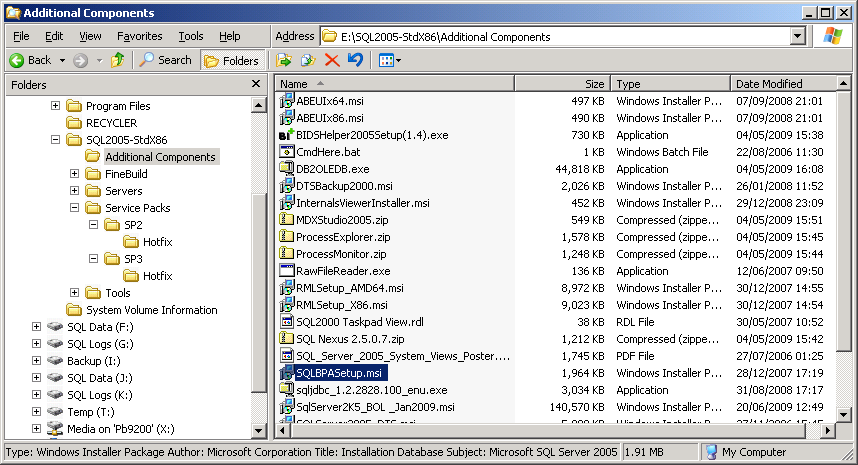 Additional Components
File Edit View Favorites Tools Help Address E:\SQL2005-StdX86\Additional Components
Back Search Folders
Folders
Program Files
RECYCLER
SQL2005-StdX86
Additional Components
FineBuild
Servers
Service Packs
SP2
Hotfix
SP3
Hotfix
Tools
System Volume Information
SQL Data (F:)
SQL Logs (G:)
Backup (I:)
SQL Data (J:)
SQL Logs (K:)
Temp (T:)
Media on 'Pb9200' (X:)
Name Size Type Date Modified
ABEUIx64.msi 497 KB Windows Installer P... 07/09/2008 21:01
ABEUIx86.msi 490 KB Windows Installer P... 07/09/2008 21:01
BIDSHelper2005Setup(1.4).exe 730 KB Application 04/05/2009 15:38
CmdHere.bat 1 KB Windows Batch File 22/08/2006 11:30
DB2OLEDB.exe 44,818 KB Application 04/05/2009 16:08
DTSBackup2000.msi 2,026 KB Windows Installer P... 26/01/2008 11:52
InternalsViewerInstaller.msi 452 KB Windows Installer P... 29/12/2008 23:09
MDXStudio2005.zip 549 KB Compressed (zippe... 04/05/2009 15:51
ProcessExplorer.zip 1,578 KB Compressed (zippe... 04/05/2009 15:45
ProcessMonitor.zip 1,248 KB Compressed (zippe... 04/05/2009 15:44
RawFileReader.exe 136 KB Application 12/06/2007 09:50
RMLSetup_AMD64.msi 8,972 KB Windows Installer P... 30/12/2007 14:55
RMLSetup_X86.msi 9,023 KB Windows Installer P... 30/12/2007 14:54
SQL2000 Taskpad View.rdl 38 KB RDL File 30/05/2007 10:52
SQL Nexus 2.5.0.7.zip 1,212 KB Compressed (zippe... 04/05/2009 13:42
SQL_Server_2005_System_Views_Poster.... 1,745 KB PDF File 27/07/2006 01:25
SQLBPASetup.msi 1,964 KB Windows Installer P... 28/12/2007 19:17
sqljdbc_1.2.2828.100_enu.exe 3,034 KB Application 31/08/2008 17:17
SqlServer2K5_BOL _Jan2009.msi 140,570 KB Windows Installer P... 20/06/2009 12:49
Type: Windows Installer Package Author: Microsoft Corporation Title: Installation Database Subject: Microsoft SQL Server 2005 1.91 MB My Computer